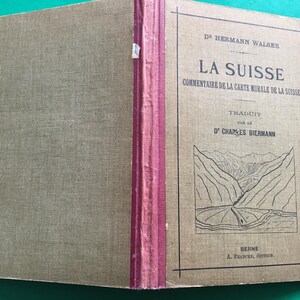 Dr HERMANN WALSER
LA SUISSE
COMMENTAIRE DE LA CARTE MURALE DE LA SUISSE
TRADUIT
PAR LE
Dr CHARLES BIERMANN
BERNE
A. FRANCKE, ÉDITEUR